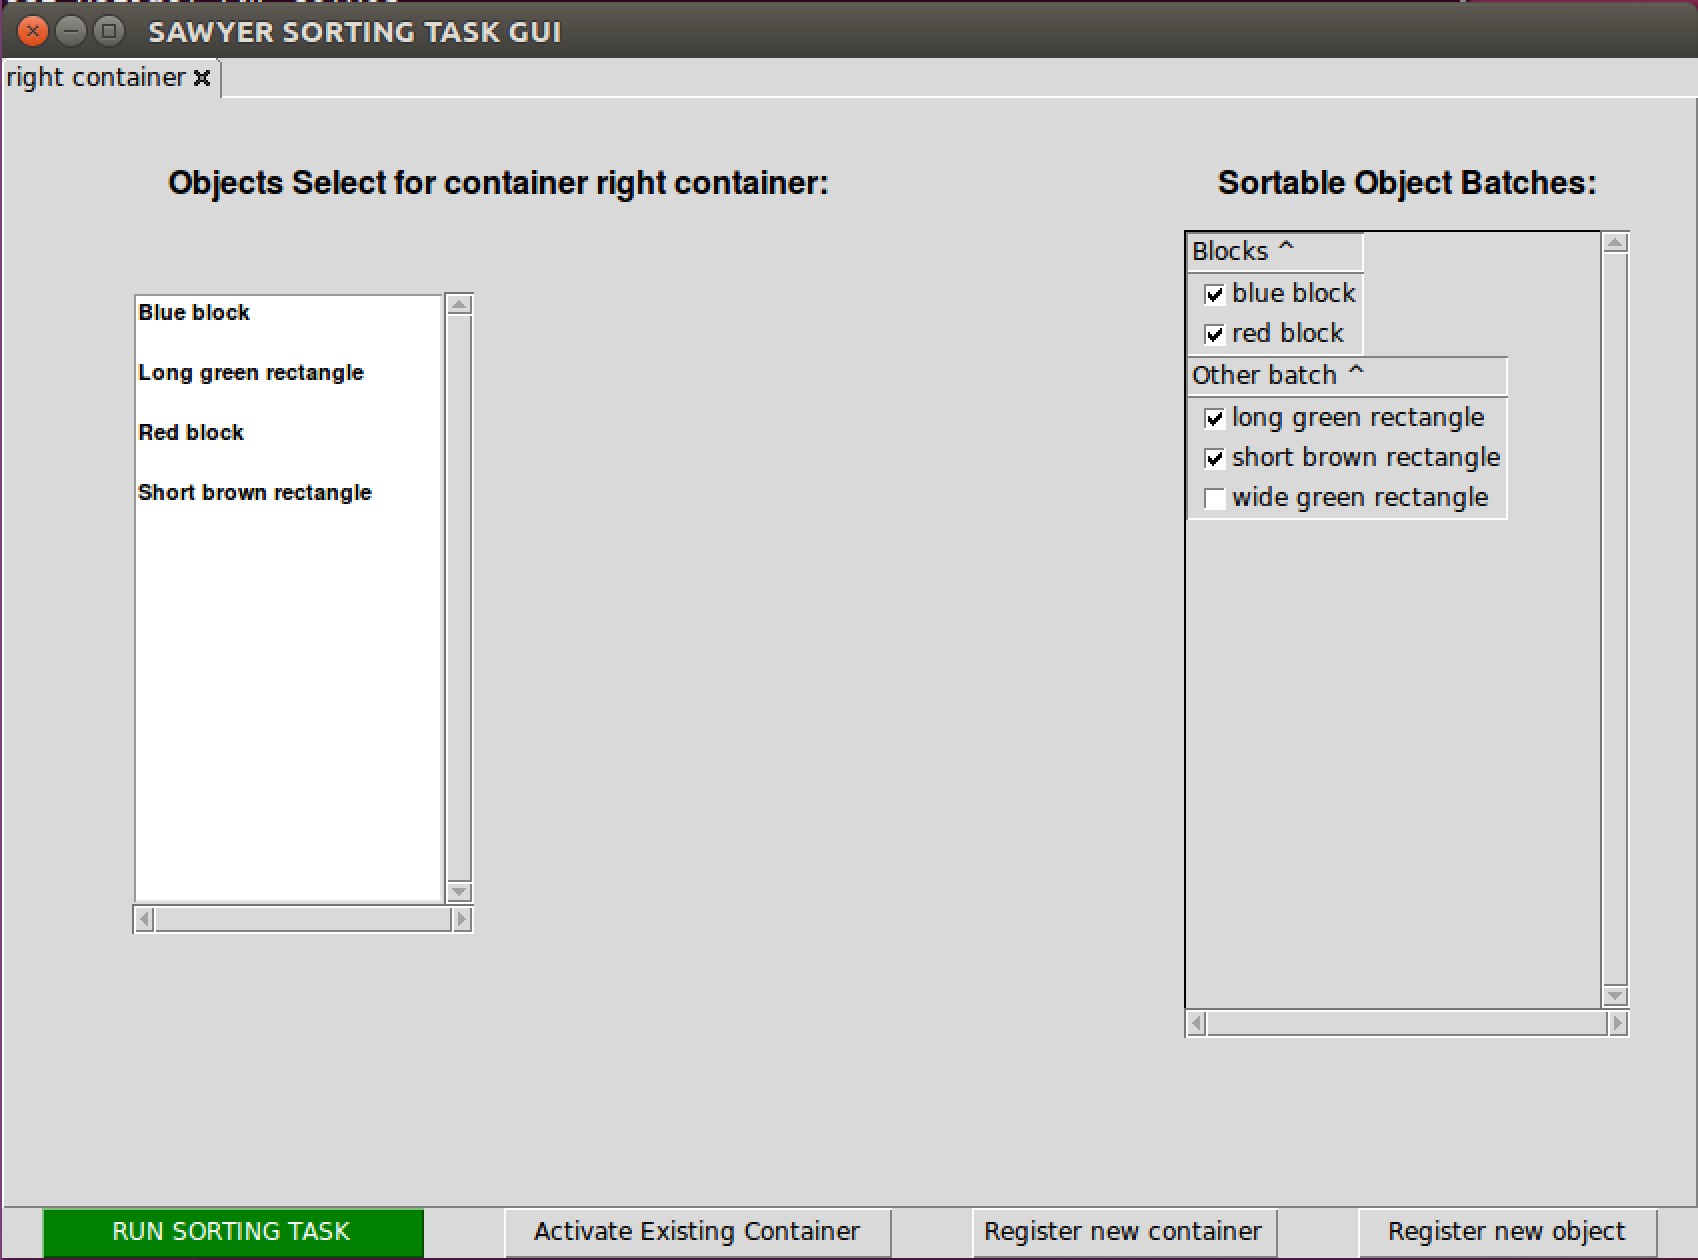 SAWYER SORTING TASK GUI
right container
Objects Select for container right container:
Blue block
Long green rectangle
Red block
Short brown rectangle
Sortable Object Batches:
Blocks ^
blue block
red block
Other batch ^
long green rectangle
short brown rectangle
wide green rectangle
RUN SORTING TASK
Activate Existing Container
Register new container
Register new object